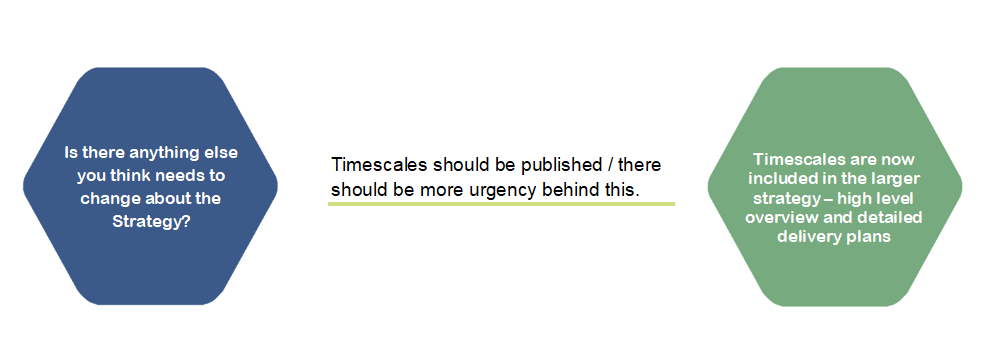 Is there anything else
you think needs to
change about the
Strategy?
Timescales should be published / there
should be more urgency behind this.
Timescales are now
included in the larger
strategy – high level
overview and detailed
delivery plans